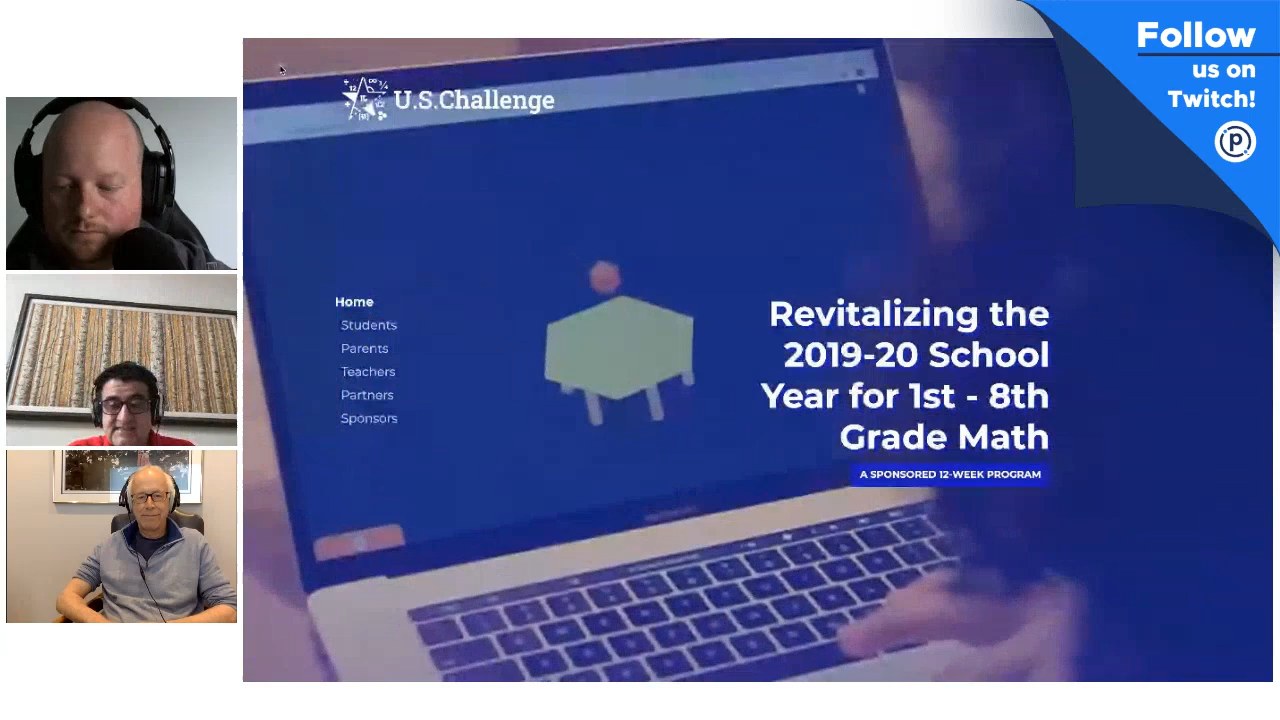 Follow
us on
Twitch!
U.S.Challenge
Home
Students
Parents
Teachers
Partners
Sponsors
Revitalizing the
2019-20 School
Year for 1st - 8th
Grade Math
A SPONSORED 12-WEEK PROGRAM